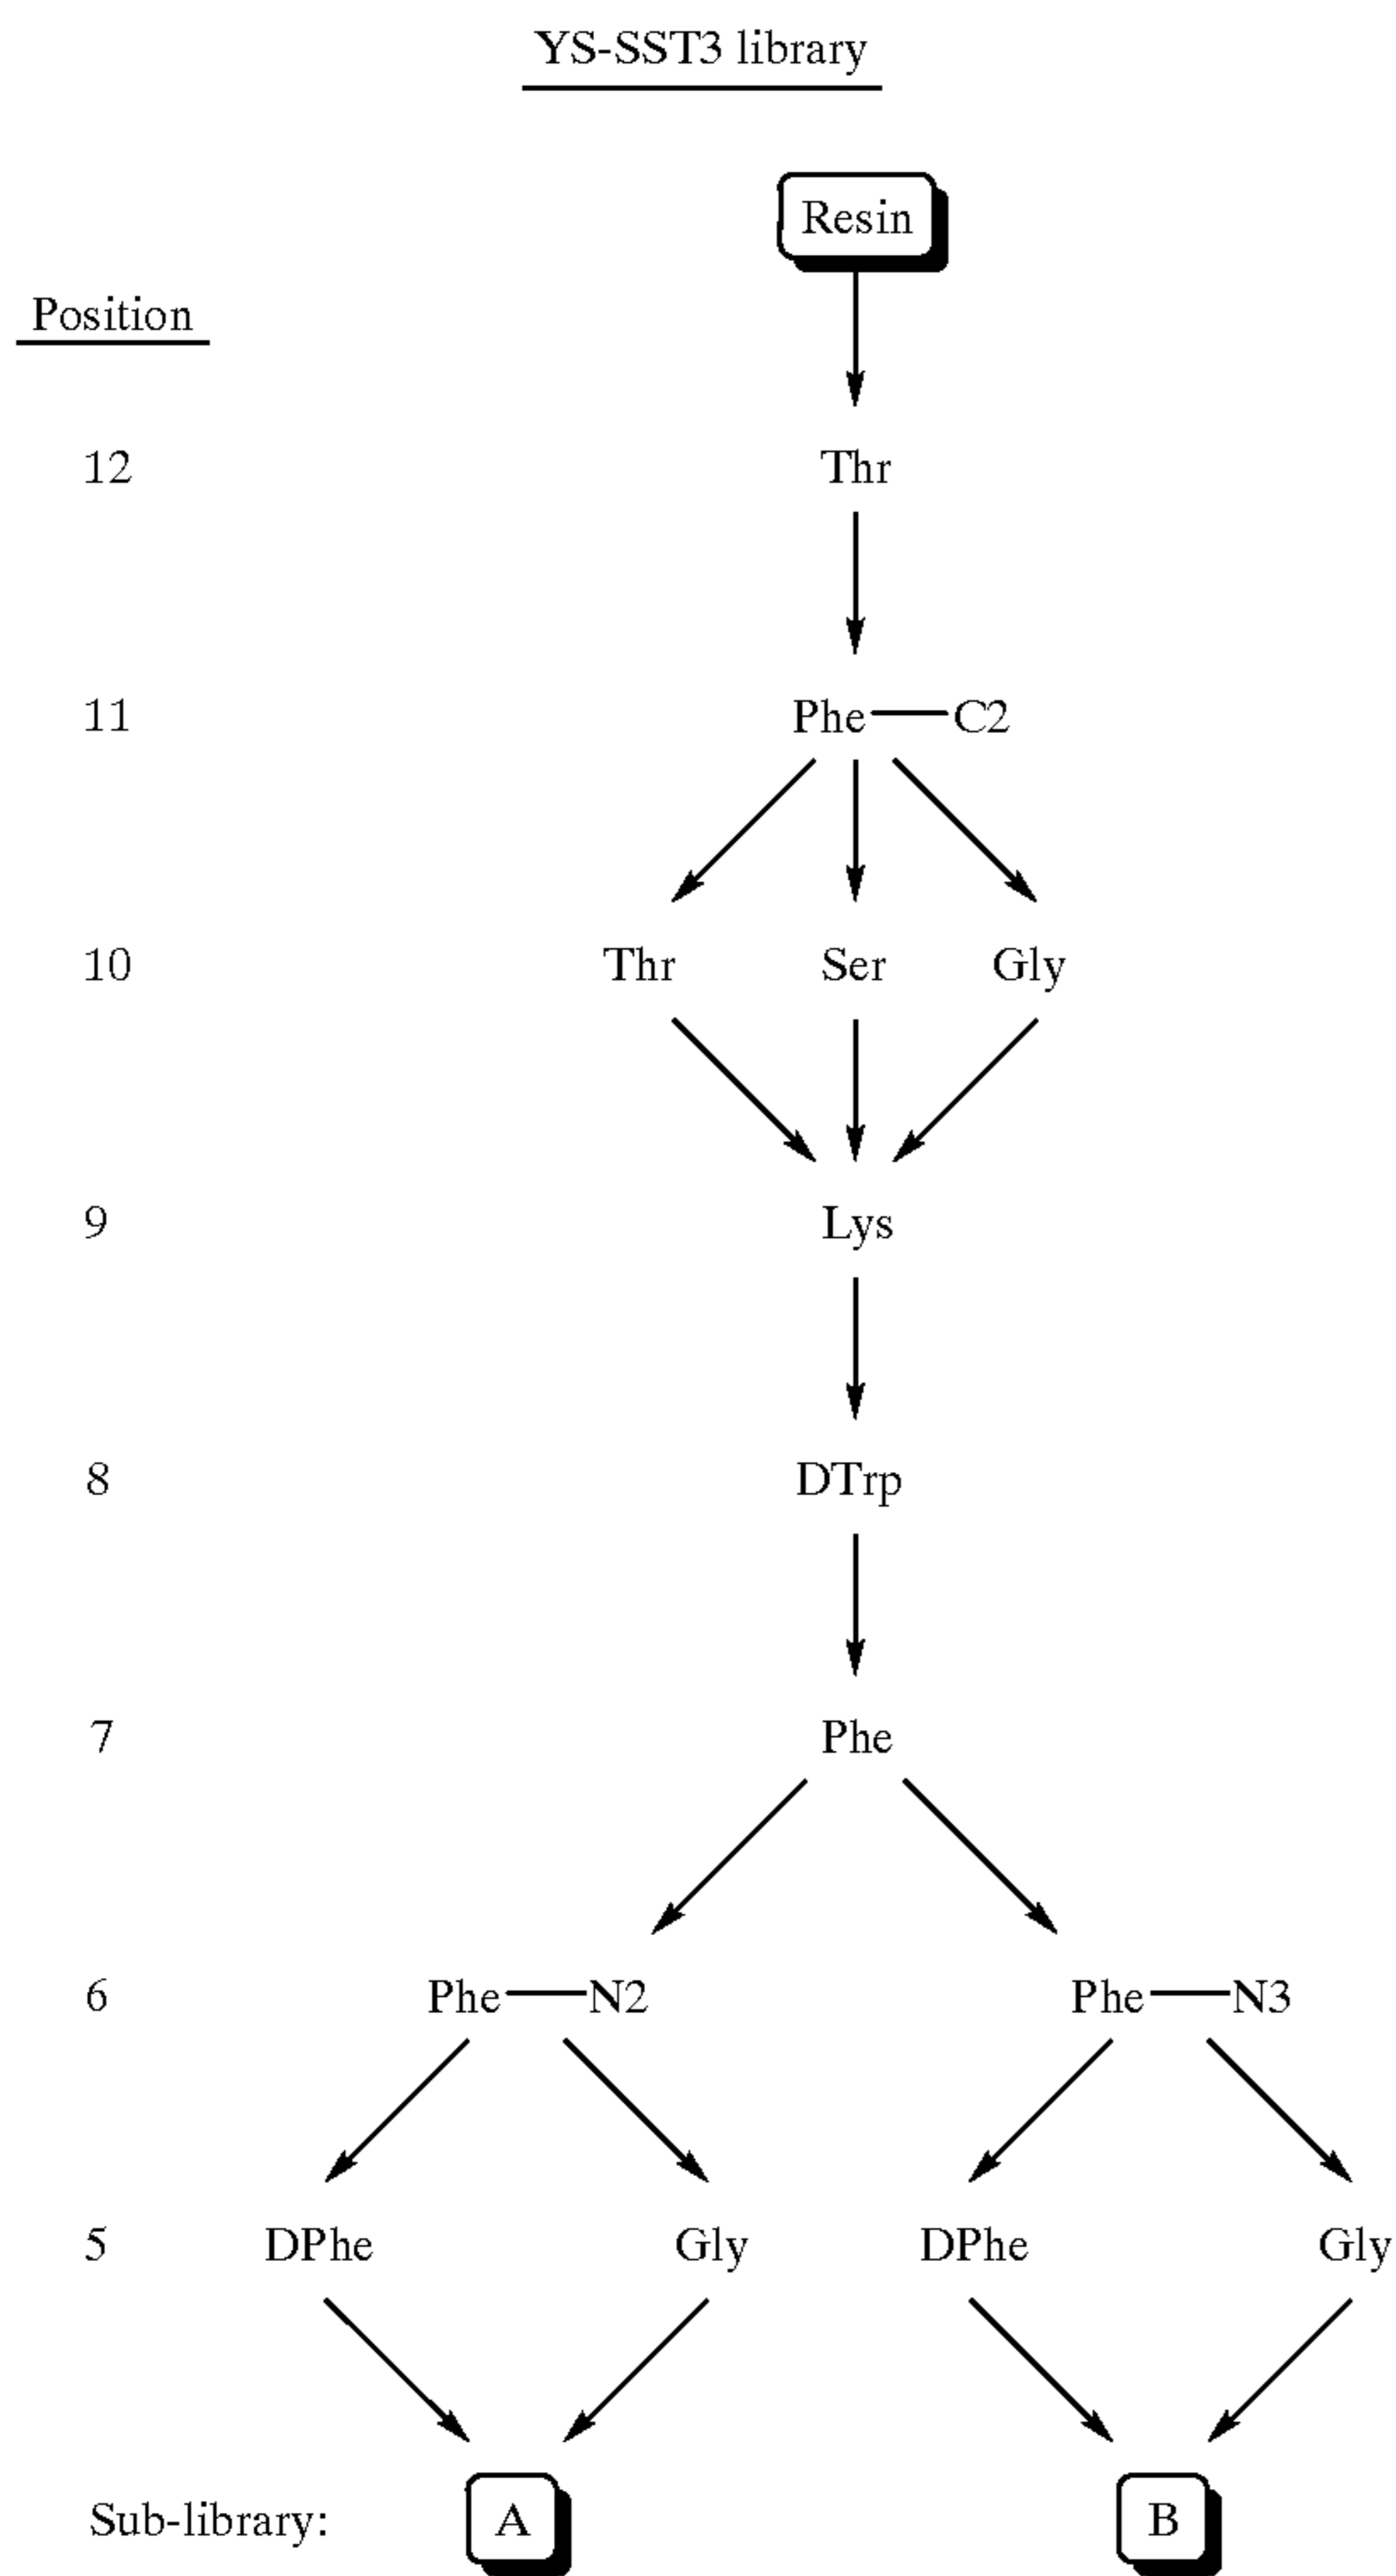 YS-SST3 library
Resin
Position
12 Thr
11 Phe—C2
10 Thr Ser Gly
9 Lys
8 DTrp
7 Phe
6 Phe—N2 Phe—N3
5 DPhe Gly DPhe Gly
Sub-library: A B